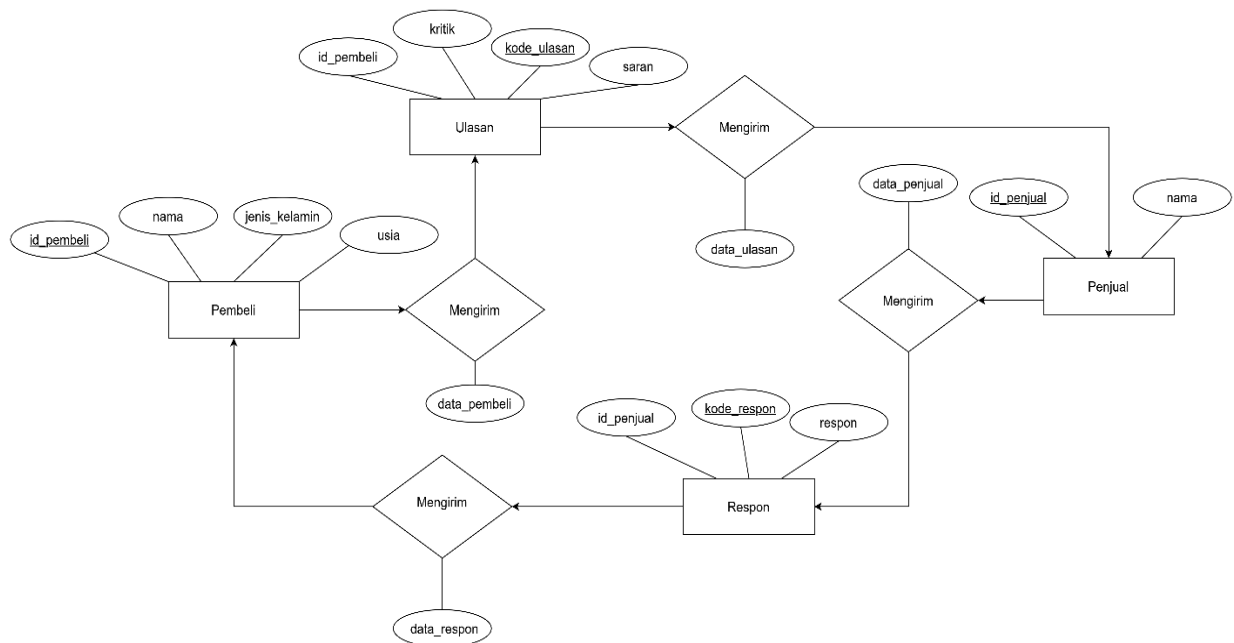 kritik
id_pembeli
kode_ulasan
saran
Ulasan
Mengirim
data_penjual
id_penjual
nama
data_ulasan
Penjual
Mengirim
nama
jenis_kelamin
id_pembeli
usia
Pembeli
Mengirim
data_pembeli
id_penjual
kode_respon
respon
Mengirim
Respon
data_respon